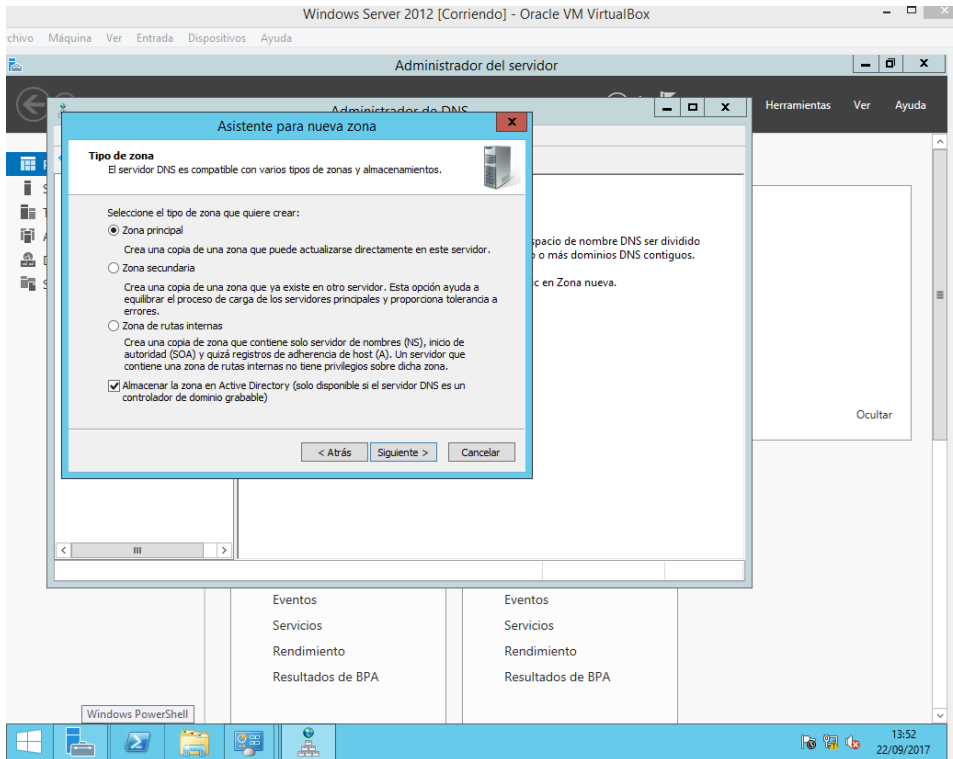 Windows Server 2012 [Corriendo] - Oracle VM VirtualBox
chivo Máquina Ver Entrada Dispositivos Ayuda
Administrador del servidor
Herramientas Ver Ayuda
Administrador de DNS
Asistente para nueva zona
Tipo de zona
El servidor DNS es compatible con varios tipos de zonas y almacenamientos.
Seleccione el tipo de zona que quiere crear:
Zona principal
Crea una copia de una zona que puede actualizarse directamente en este servidor.
Zona secundaria
Crea una copia de una zona que ya existe en otro servidor. Esta opción ayuda a
equilibrar el proceso de carga de los servidores principales y proporciona tolerancia a
errores.
Zona de rutas internas
Crea una copia de zona que contiene solo servidor de nombres (NS), inicio de
autoridad (SOA) y quizá registros de adherencia de host (A). Un servidor que
contiene una zona de rutas internas no tiene privilegios sobre dicha zona.
Almacenar la zona en Active Directory (solo disponible si el servidor DNS es un
controlador de dominio grabable)
< Atrás Siguiente > Cancelar
spacio de nombre DNS ser dividido
o más dominios DNS contiguos.
ic en Zona nueva.
Ocultar
Eventos
Servicios
Rendimiento
Resultados de BPA
Eventos
Servicios
Rendimiento
Resultados de BPA
Windows PowerShell
13:52
22/09/2017